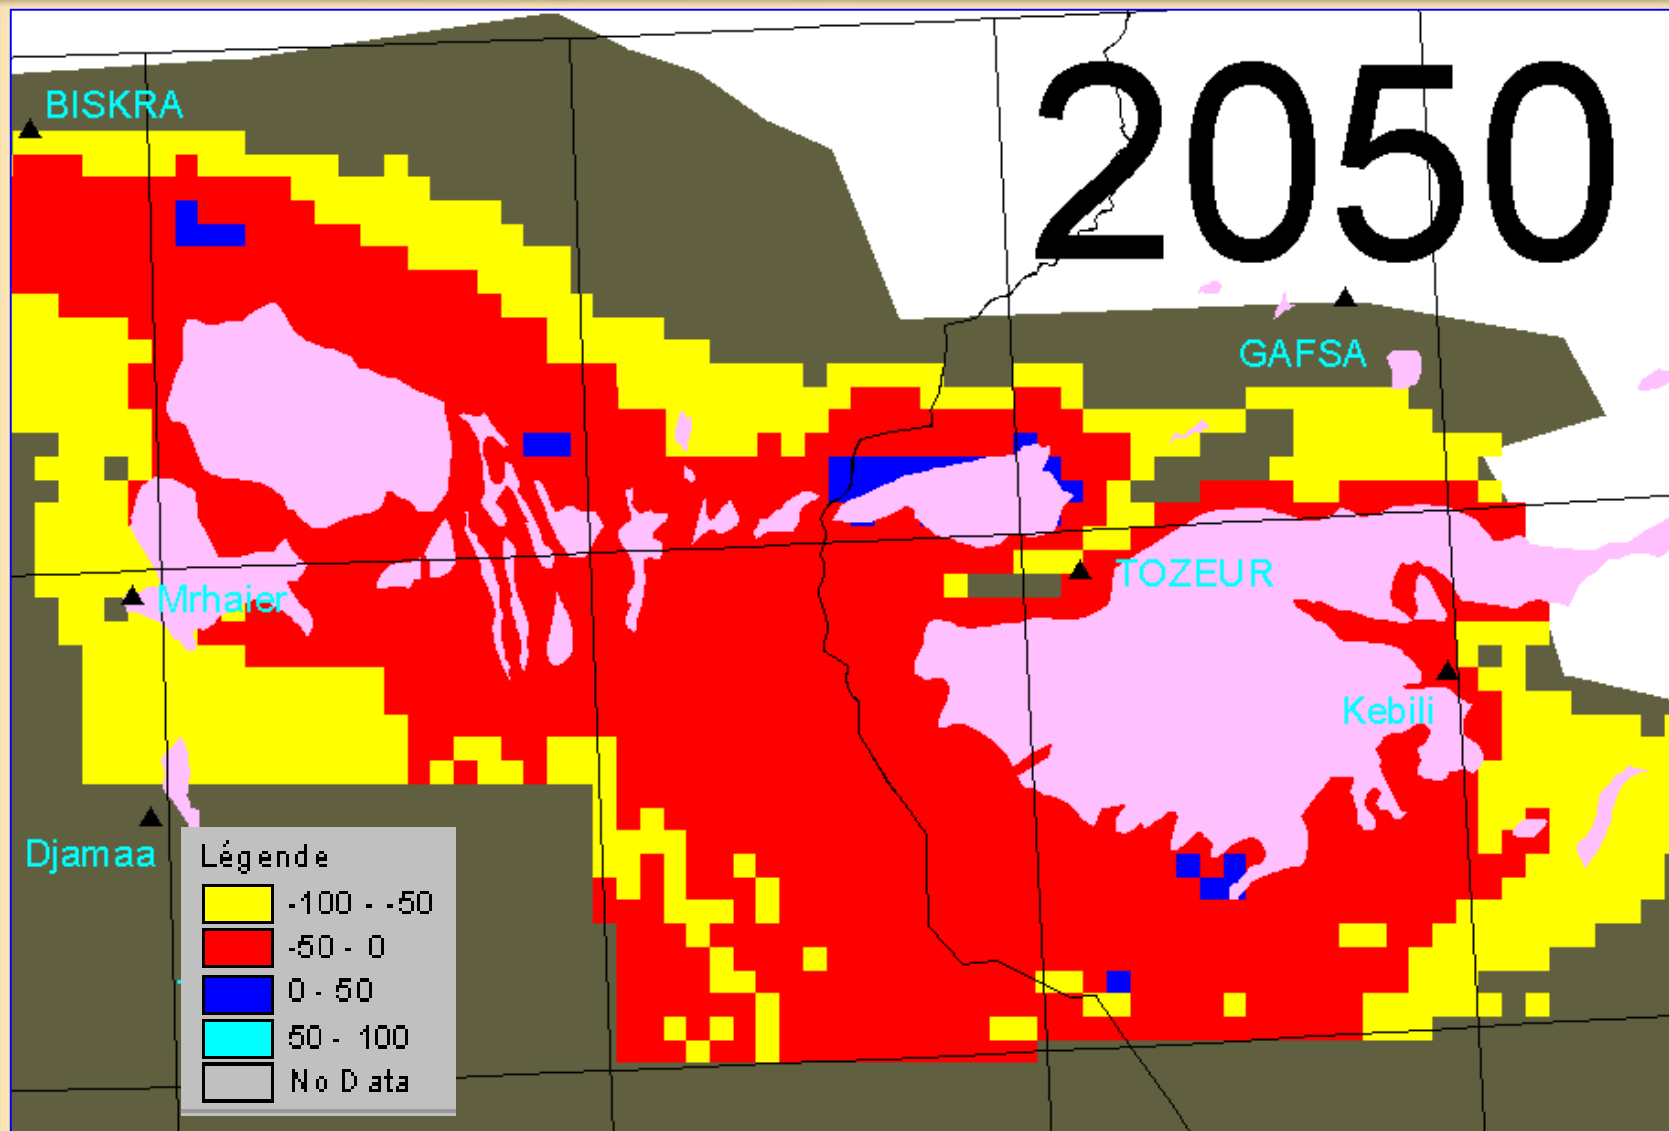 2050
BISKRA
GAFSA
TOZEUR
Mrhaier
Kebili
Djamaa
Légende
-100 - -50
-50 - 0
0 - 50
50 - 100
No Data